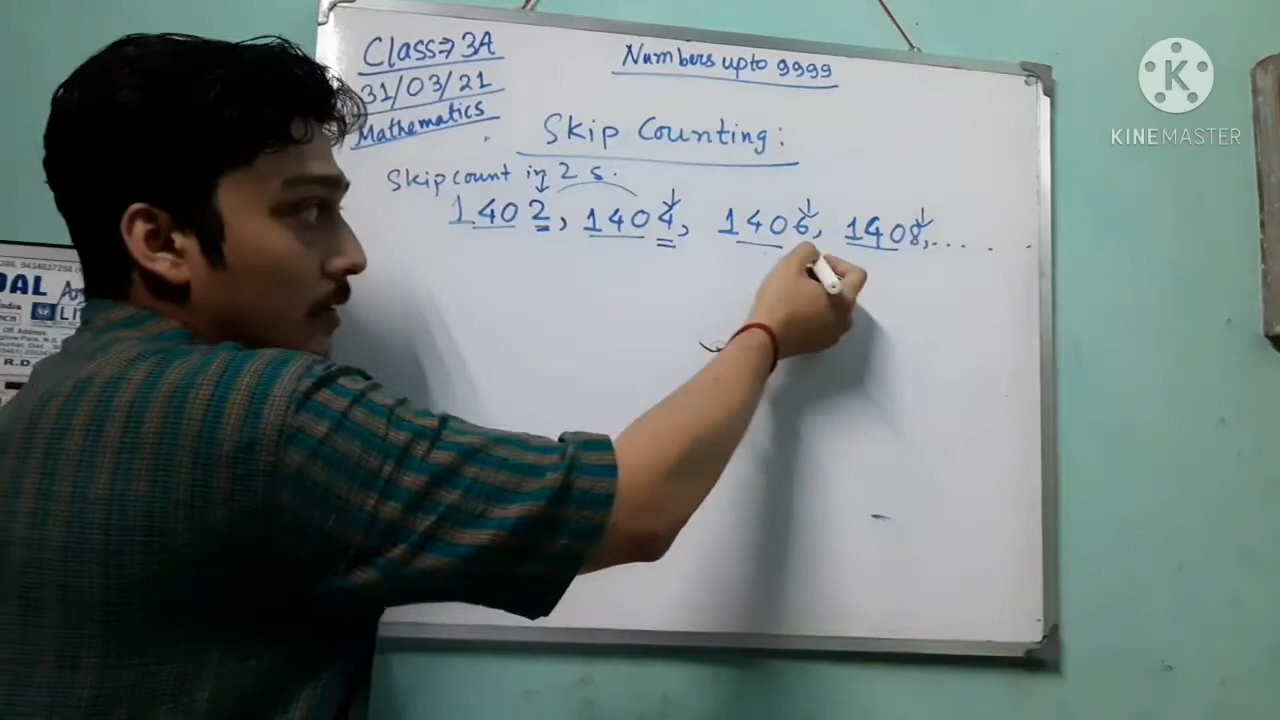 Class⇒3A
31/03/21
Mathematics
Numbers upto 9999
Skip Counting:
Skip count in 2 s.
1402, 1404, 1406, 1408, ....
KINEMASTER